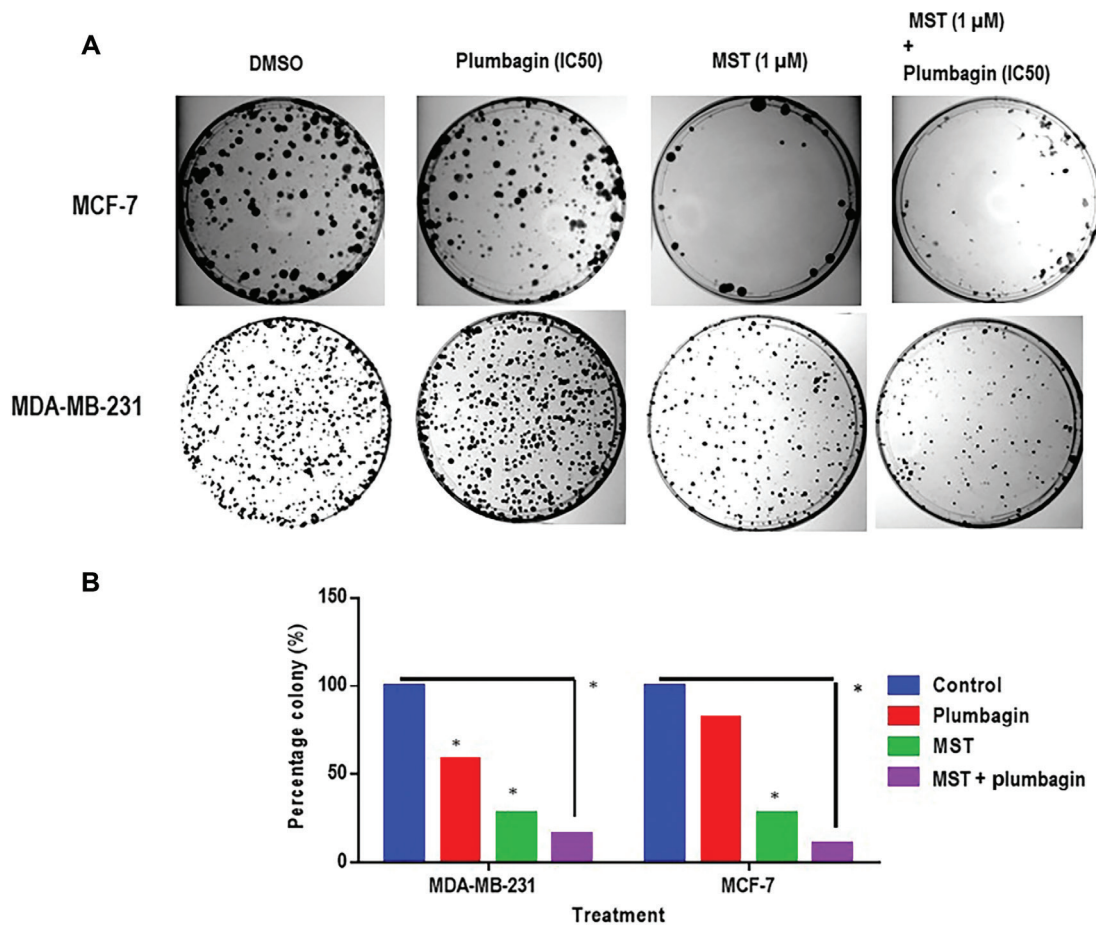 A
DMSO
Plumbagin (IC50)
MST (1 µM)
MST (1 µM)
+
Plumbagin (IC50)
MCF-7
MDA-MB-231
B
Percentage colony (%)
150
100
50
0
*
*
*
*
*
MDA-MB-231
MCF-7
Treatment
Control
Plumbagin
MST
MST + plumbagin